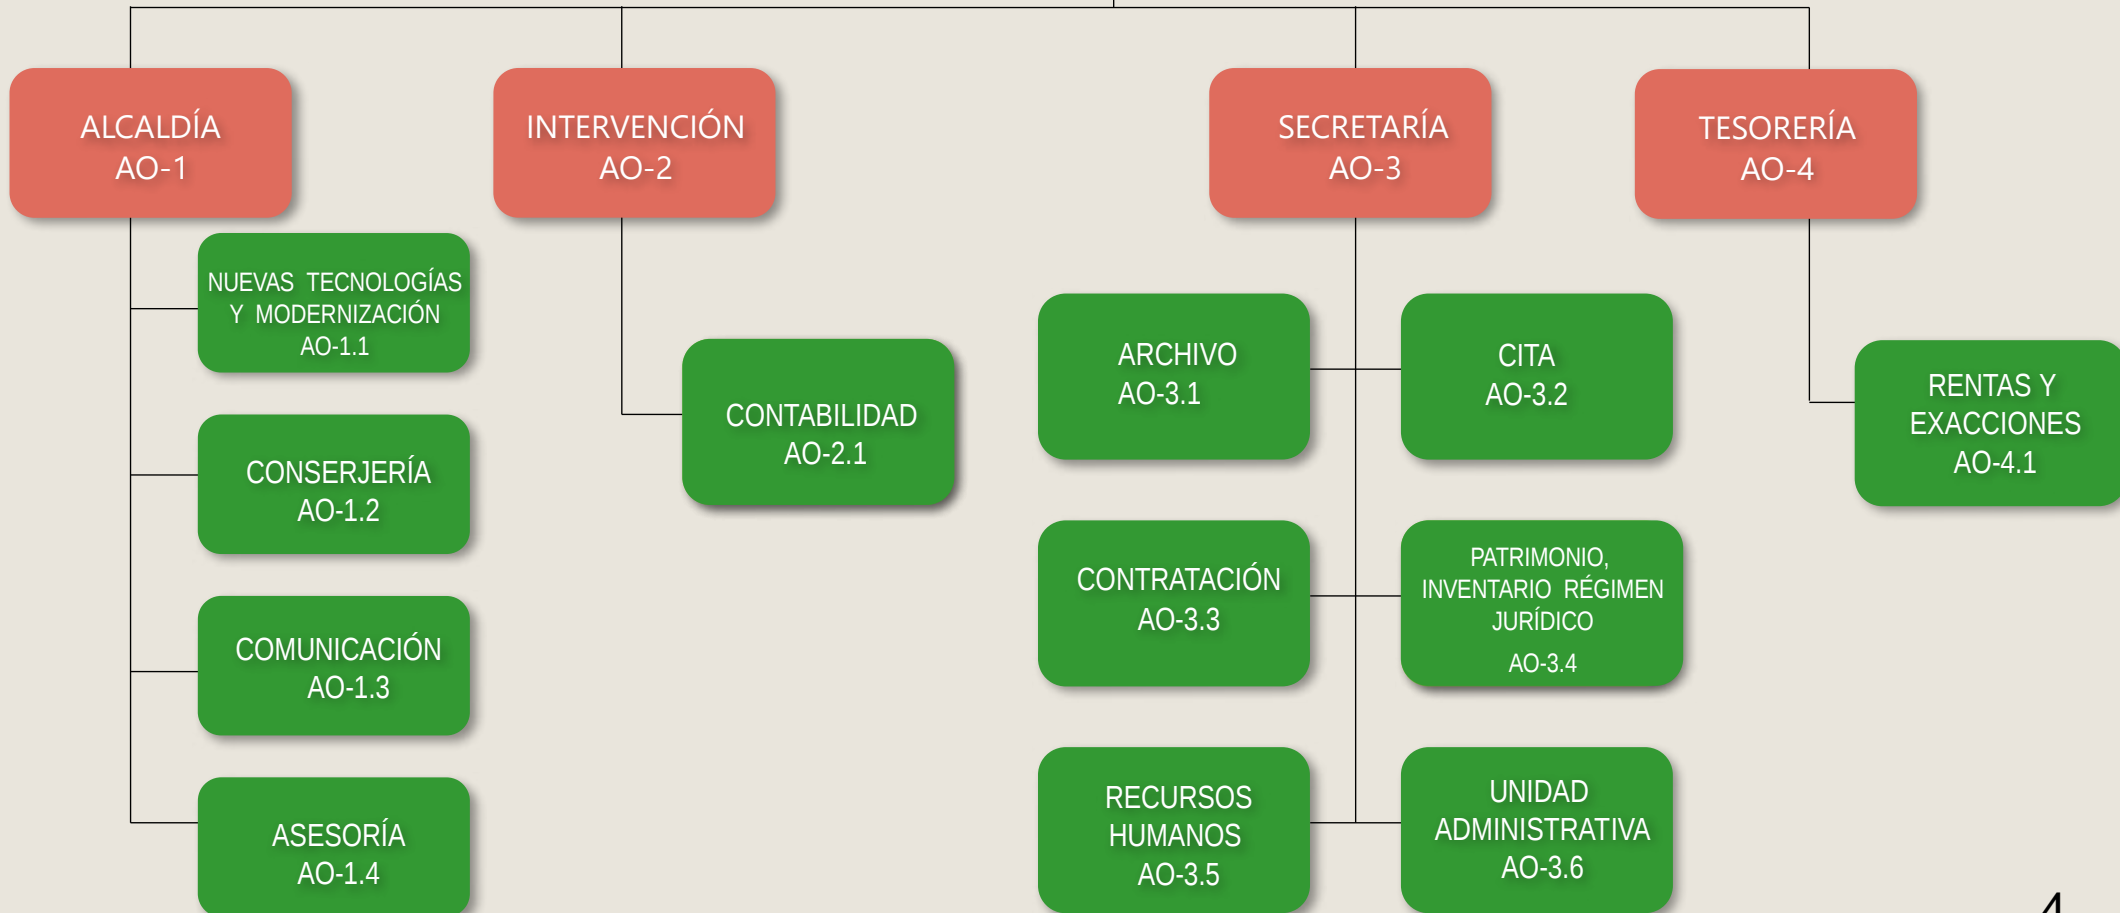 ALCALDÍA
AO-1
INTERVENCIÓN
AO-2
SECRETARÍA
AO-3
TESORERÍA
AO-4
NUEVAS TECNOLOGÍAS
Y MODERNIZACIÓN
AO-1.1
CONSERJERÍA
AO-1.2
COMUNICACIÓN
AO-1.3
ASESORÍA
AO-1.4
CONTABILIDAD
AO-2.1
ARCHIVO
AO-3.1
CITA
AO-3.2
CONTRATACIÓN
AO-3.3
PATRIMONIO,
INVENTARIO RÉGIMEN
JURÍDICO
AO-3.4
RECURSOS
HUMANOS
AO-3.5
UNIDAD
ADMINISTRATIVA
AO-3.6
RENTAS Y
EXACCIONES
AO-4.1
4